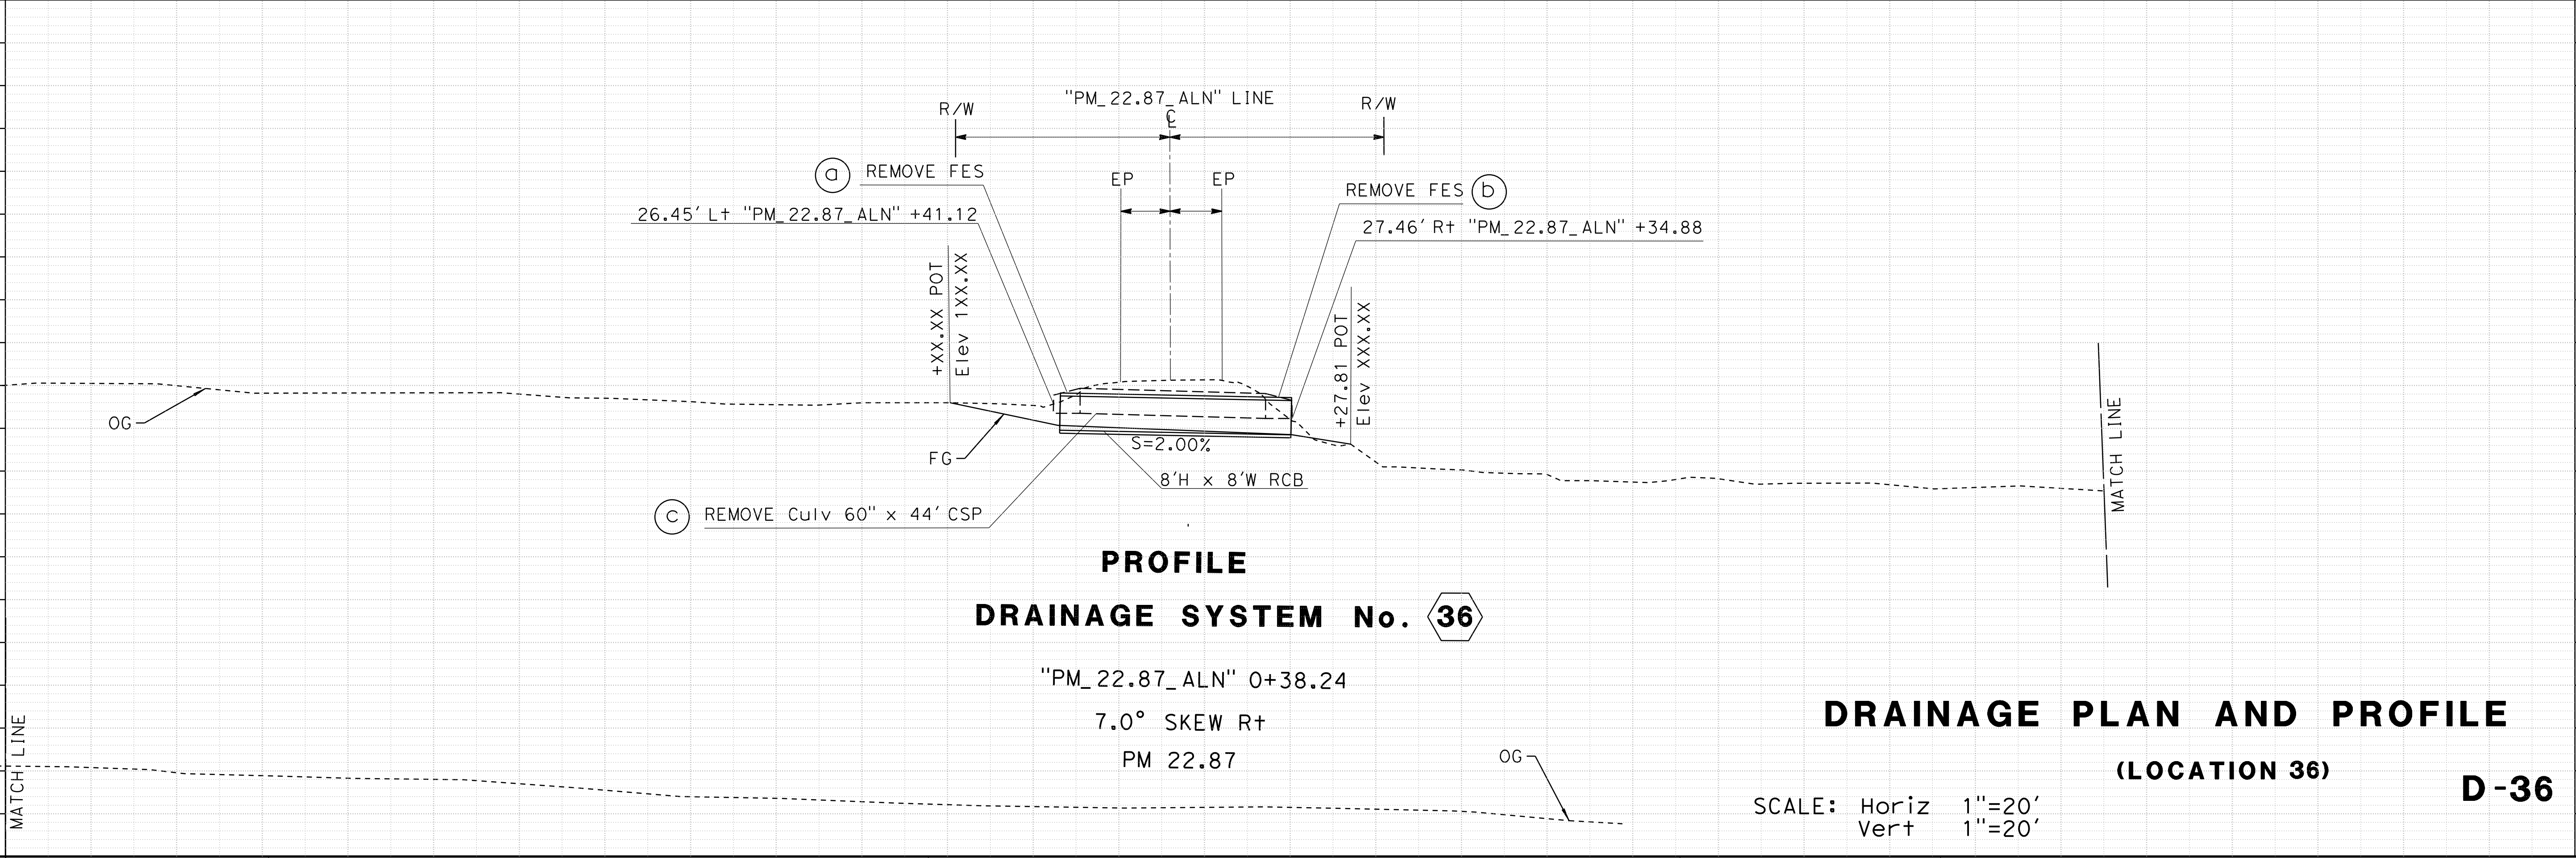 "PM_22.87_ALN" LINE
R/W
R/W
CL
a REMOVE FES
EP
EP
REMOVE FES b
26.45' Lt "PM_22.87_ALN" +41.12
27.46' Rt "PM_22.87_ALN" +34.88
+XX.XX POT
Elev 1XX.XX
+27.81 POT
Elev XXX.XX
OG
FG
S=2.00%
8'H x 8'W RCB
c REMOVE Culv 60" x 44' CSP
MATCH LINE
PROFILE
DRAINAGE SYSTEM No. 36
"PM_22.87_ALN" 0+38.24
7.0° SKEW Rt
PM 22.87
MATCH LINE
OG
DRAINAGE PLAN AND PROFILE
(LOCATION 36)
D-36
SCALE: Horiz 1"=20'
Vert 1"=20'